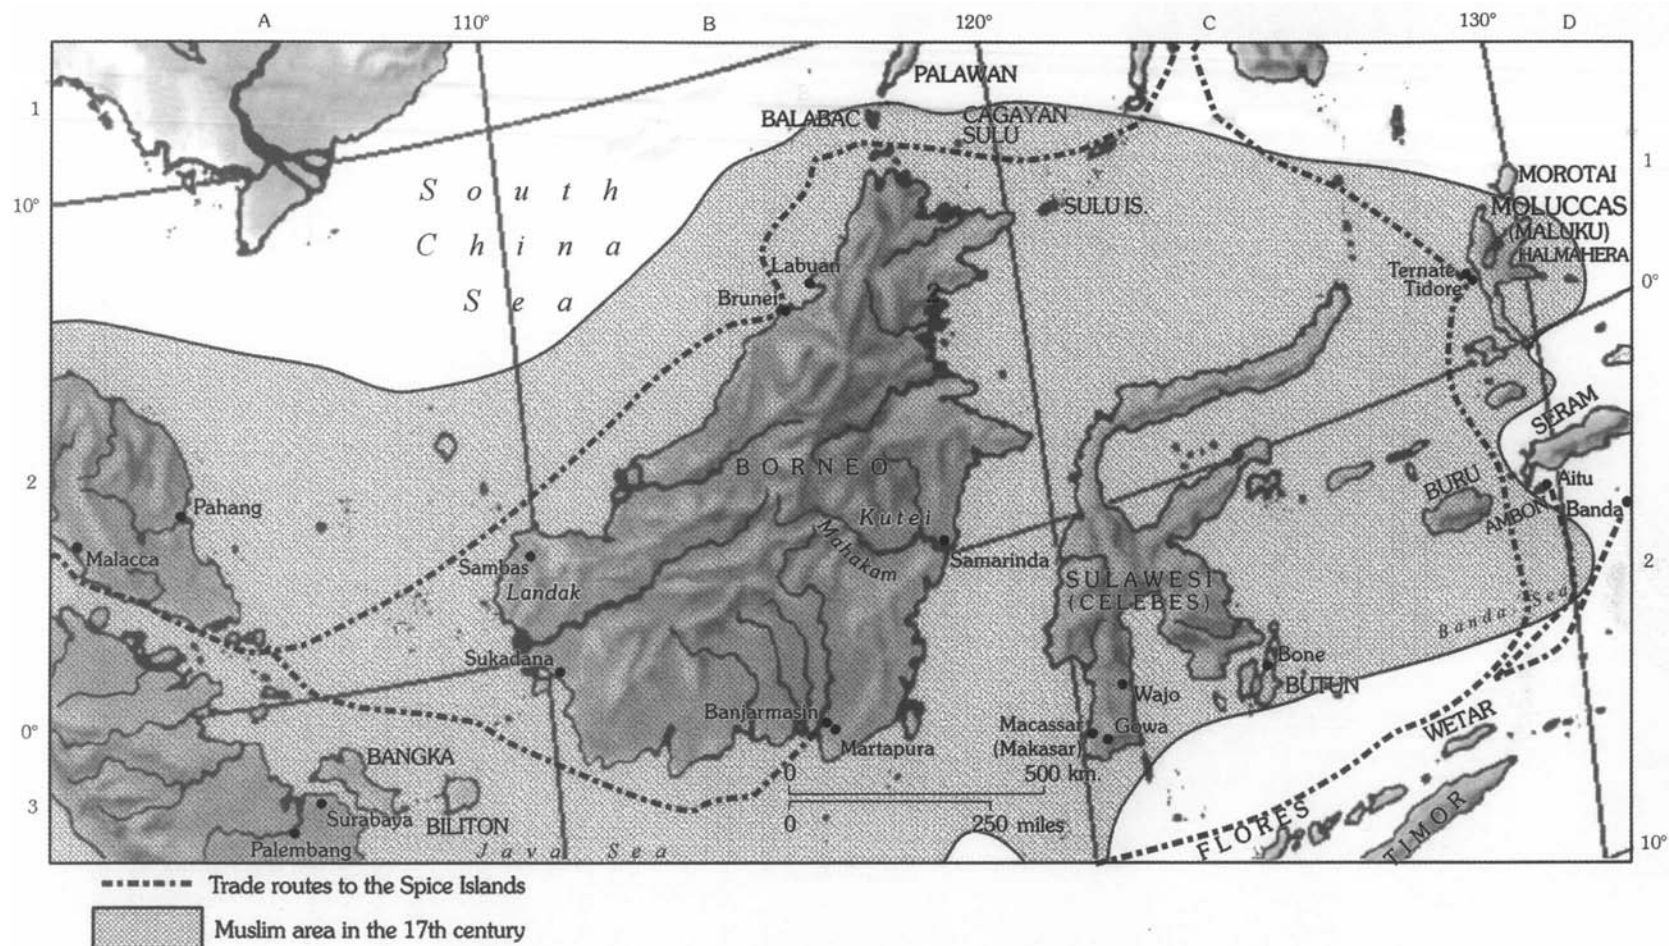 A 110° B 120° C 130° D
1
10°
2
0°
3
1
0°
2
10°
PALAWAN
BALABAC
CAGAYAN
SULU
SULU IS.
MOROTAI
MOLUCCAS
(MALUKU)
HALMAHERA
South
China
Sea
Labuan
Brunei
Ternate
Tidore
SERAM
BORNEO
Kutei
Mahakam
BURU
Aitu
AMBON
Banda
Pahang
Malacca
Sambas
Landak
Samarinda
SULAWESI
(CELEBES)
Banda Sea
Sukadana
Bone
BUTUN
Wajo
Banjarmasin
Martapura
Macassar
(Makasar)
Gowa
WETAR
BANGKA
Surabaya
BILITON
Palembang
Java Sea
0 500 km.
0 250 miles
FLORES
TIMOR
Trade routes to the Spice Islands
Muslim area in the 17th century